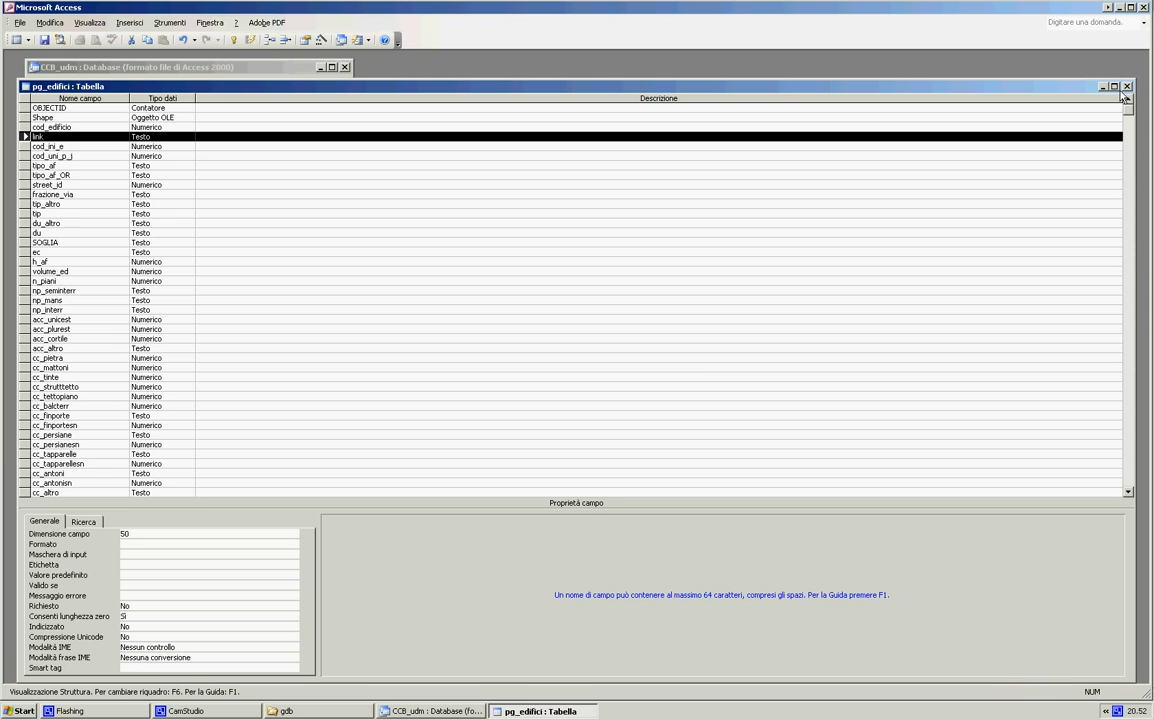 Microsoft Access
File Modifica Visualizza Inserisci Strumenti Finestra ? Adobe PDF Digitare una domanda.
CCB_udm : Database (formato file di Access 2000)
pg_edifici : Tabella
Nome campo Tipo dati Descrizione
OBJECTID Contatore
Shape Oggetto OLE
cod_edificio Numerico
link Testo
cod_ini_e Numerico
cod_uni_p_j Numerico
tipo_af Testo
tipo_af_OR Testo
street_id Numerico
frazione_via Testo
tip_altro Testo
tip Testo
du_altro Testo
du Testo
SOGLIA Testo
ec Testo
h_af Numerico
volume_ed Numerico
n_piani Numerico
np_seminterr Testo
np_mans Testo
np_interr Testo
acc_unicest Numerico
acc_plurest Numerico
acc_cortile Numerico
acc_altro Testo
cc_pietra Numerico
cc_mattoni Numerico
cc_tinte Numerico
cc_strutttetto Numerico
cc_tettopiano Numerico
cc_balcterr Numerico
cc_finporte Testo
cc_finportesn Numerico
cc_persiane Testo
cc_persianesn Numerico
cc_tapparelle Testo
cc_tapparellesn Numerico
cc_antoni Testo
cc_antonisn Numerico
cc_altro Testo
Proprietà campo
Generale Ricerca
Dimensione campo 50
Formato
Maschera di input
Etichetta
Valore predefinito
Valido se
Messaggio errore
Richiesto No
Consenti lunghezza zero Sì
Indicizzato No
Compressione Unicode No
Modalità IME Nessun controllo
Modalità frase IME Nessuna conversione
Smart tag
Un nome di campo può contenere al massimo 64 caratteri, compresi gli spazi. Per la Guida premere F1.
Visualizzazione Struttura. Per cambiare riquadro: F6. Per la Guida: F1. NUM
Start Flashing CamStudio gdb CCB_udm : Database (fo... pg_edifici : Tabella « 20.52